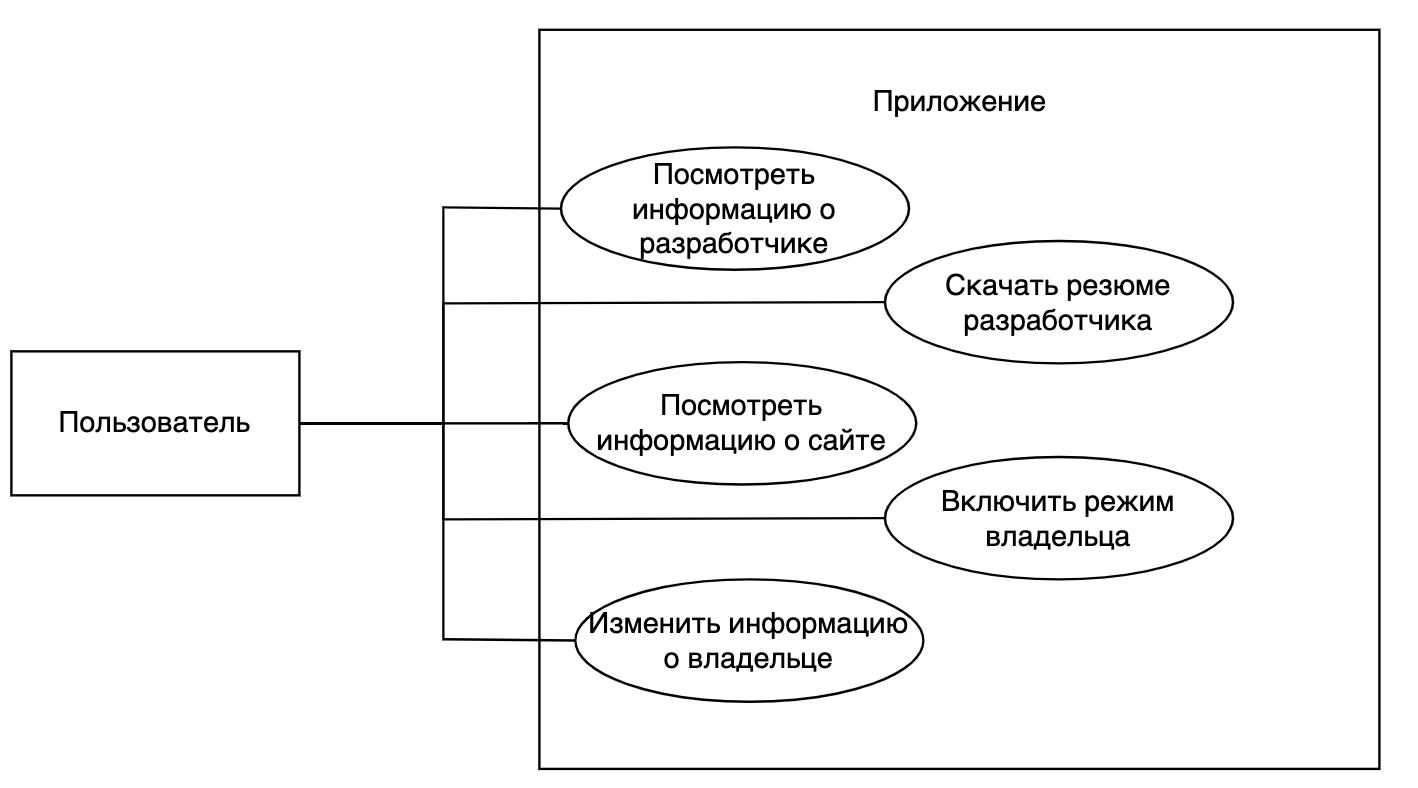 Приложение
Посмотреть
информацию о
разработчике
Скачать резюме
разработчика
Пользователь
Посмотреть
информацию о сайте
Включить режим
владельца
Изменить информацию
о владельце